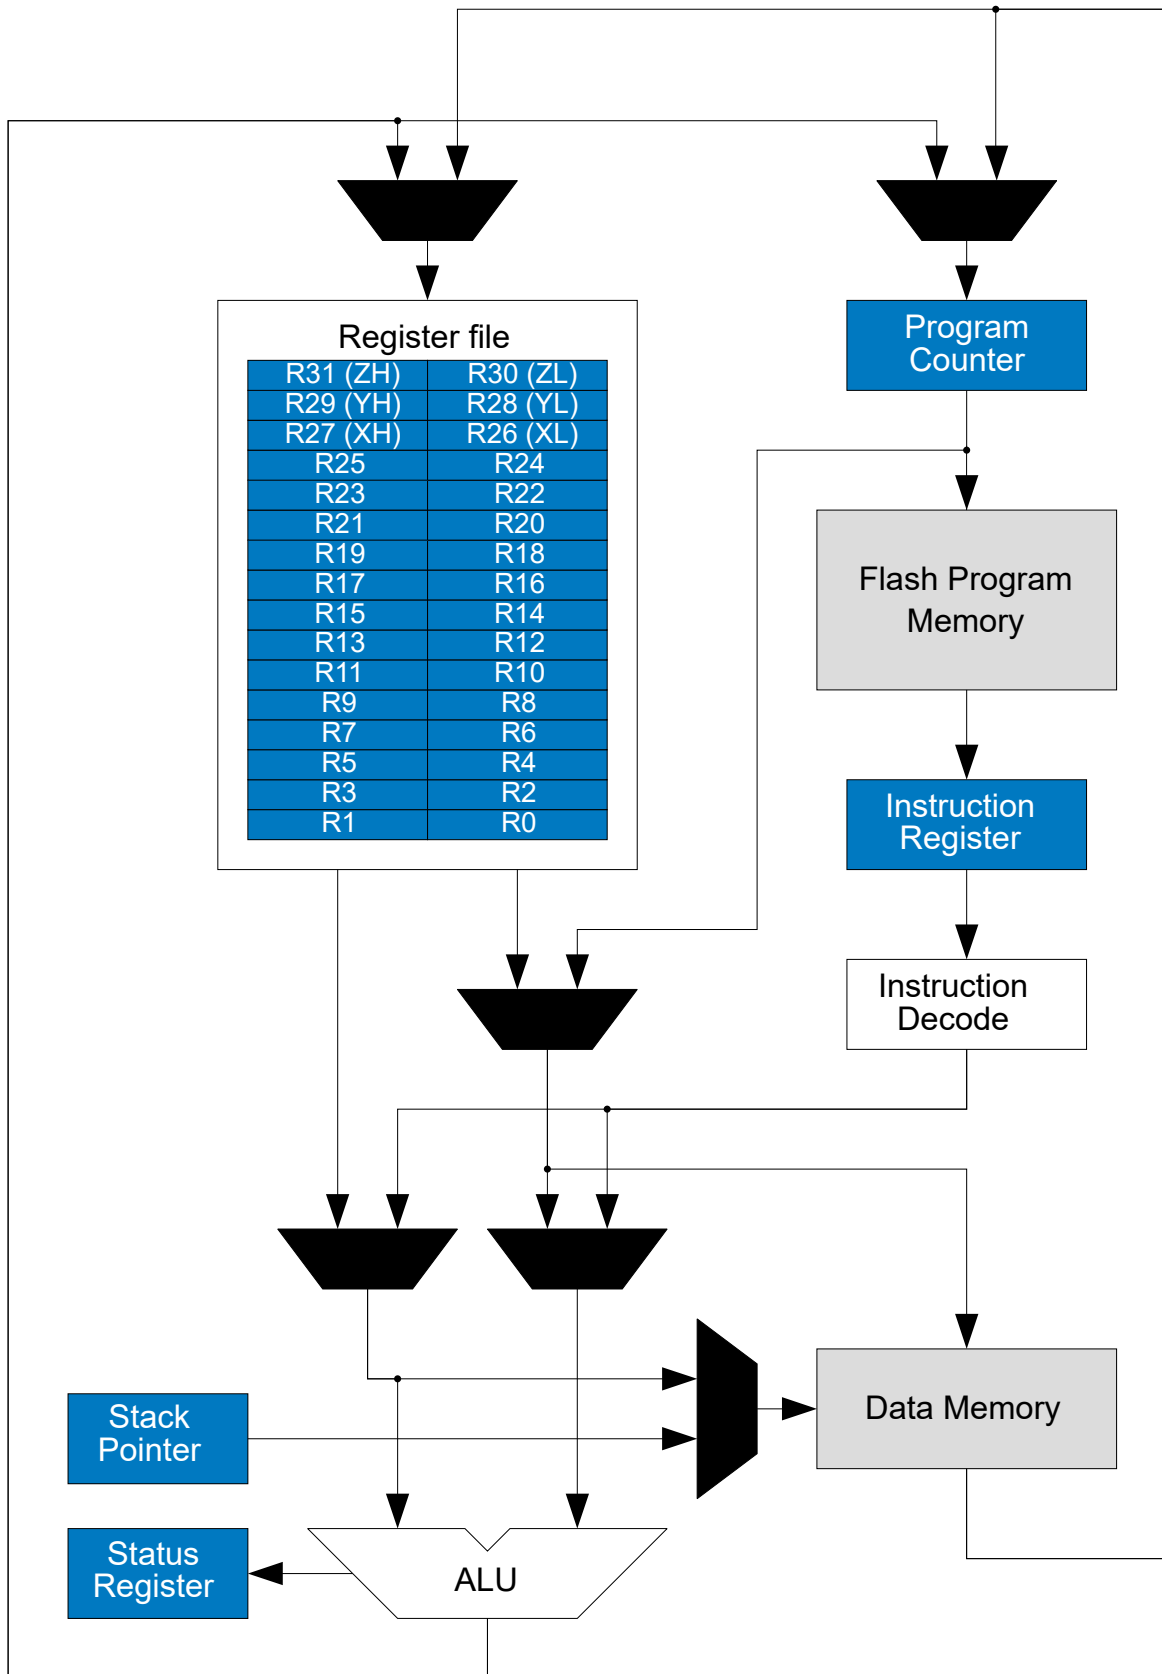 Register file
R31 (ZH) R30 (ZL)
R29 (YH) R28 (YL)
R27 (XH) R26 (XL)
R25 R24
R23 R22
R21 R20
R19 R18
R17 R16
R15 R14
R13 R12
R11 R10
R9 R8
R7 R6
R5 R4
R3 R2
R1 R0
Program
Counter
Flash Program
Memory
Instruction
Register
Instruction
Decode
Stack
Pointer
Data Memory
Status
Register
ALU